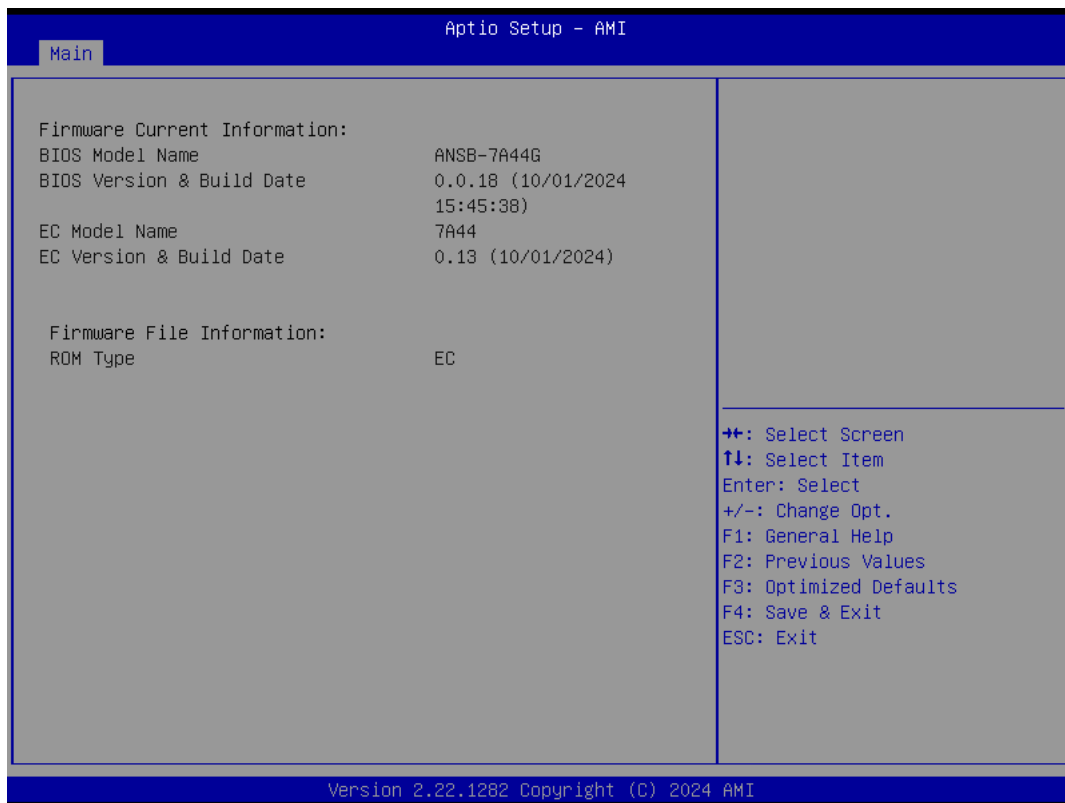 Aptio Setup - AMI
Main
Firmware Current Information:
BIOS Model Name ANSB-7A44G
BIOS Version & Build Date 0.0.18 (10/01/2024
15:45:38)
EC Model Name 7A44
EC Version & Build Date 0.13 (10/01/2024)
Firmware File Information:
ROM Type EC
→←: Select Screen
↑↓: Select Item
Enter: Select
+/-: Change Opt.
F1: General Help
F2: Previous Values
F3: Optimized Defaults
F4: Save & Exit
ESC: Exit
Version 2.22.1282 Copyright (C) 2024 AMI